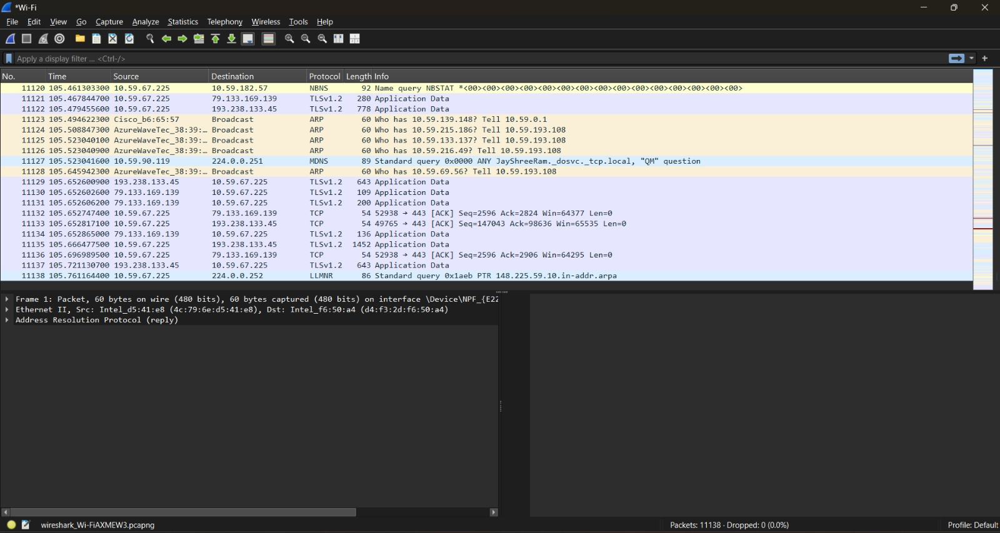 *Wi-Fi
File Edit View Go Capture Analyze Statistics Telephony Wireless Tools Help
Apply a display filter ... <Ctrl-/>
No. Time Source Destination Protocol Length Info
11120 105.461303300 10.59.67.225 10.59.182.57 NBNS 92 Name query NBSTAT *<00><00><00><00><00><00><00><00><00><00><00><00><00><00><00>
11121 105.467844700 10.59.67.225 79.133.169.139 TLSv1.2 280 Application Data
11122 105.479455600 10.59.67.225 193.238.133.45 TLSv1.2 778 Application Data
11123 105.494622300 Cisco_b6:65:57 Broadcast ARP 60 Who has 10.59.139.148? Tell 10.59.0.1
11124 105.508847300 AzureWaveTec_38:39:… Broadcast ARP 60 Who has 10.59.215.186? Tell 10.59.193.108
11125 105.523040100 AzureWaveTec_38:39:… Broadcast ARP 60 Who has 10.59.133.137? Tell 10.59.193.108
11126 105.523040900 AzureWaveTec_38:39:… Broadcast ARP 60 Who has 10.59.216.49? Tell 10.59.193.108
11127 105.523041600 10.59.90.119 224.0.0.251 MDNS 89 Standard query 0x0000 ANY JayShreeRam._dosvc._tcp.local, "QM" question
11128 105.645942300 AzureWaveTec_38:39:… Broadcast ARP 60 Who has 10.59.69.56? Tell 10.59.193.108
11129 105.652600900 193.238.133.45 10.59.67.225 TLSv1.2 643 Application Data
11130 105.652602600 79.133.169.139 10.59.67.225 TLSv1.2 109 Application Data
11131 105.652606200 79.133.169.139 10.59.67.225 TLSv1.2 200 Application Data
11132 105.652747400 10.59.67.225 79.133.169.139 TCP 54 52938 → 443 [ACK] Seq=2596 Ack=2824 Win=64377 Len=0
11133 105.652817100 10.59.67.225 193.238.133.45 TCP 54 49765 → 443 [ACK] Seq=147043 Ack=98636 Win=65535 Len=0
11134 105.652865000 79.133.169.139 10.59.67.225 TLSv1.2 136 Application Data
11135 105.666477500 10.59.67.225 193.238.133.45 TLSv1.2 1452 Application Data
11136 105.696989500 10.59.67.225 79.133.169.139 TCP 54 52938 → 443 [ACK] Seq=2596 Ack=2906 Win=64295 Len=0
11137 105.721130700 193.238.133.45 10.59.67.225 TLSv1.2 643 Application Data
11138 105.761164400 10.59.67.225 224.0.0.252 LLMNR 86 Standard query 0x1aeb PTR 148.225.59.10.in-addr.arpa
Frame 1: Packet, 60 bytes on wire (480 bits), 60 bytes captured (480 bits) on interface \Device\NPF_{E22
Ethernet II, Src: Intel_d5:41:e8 (4c:79:6e:d5:41:e8), Dst: Intel_f6:50:a4 (d4:f3:2d:f6:50:a4)
Address Resolution Protocol (reply)
wireshark_Wi-FiAXMEW3.pcapng Packets: 11138 · Dropped: 0 (0.0%) Profile: Default